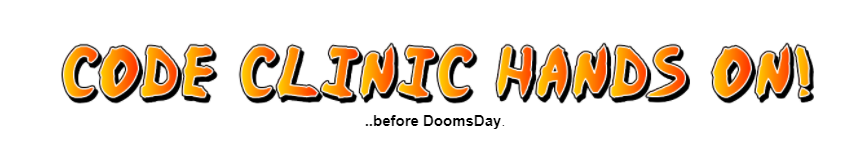 CODE CLINIC HANDS ON!
..before DoomsDay.